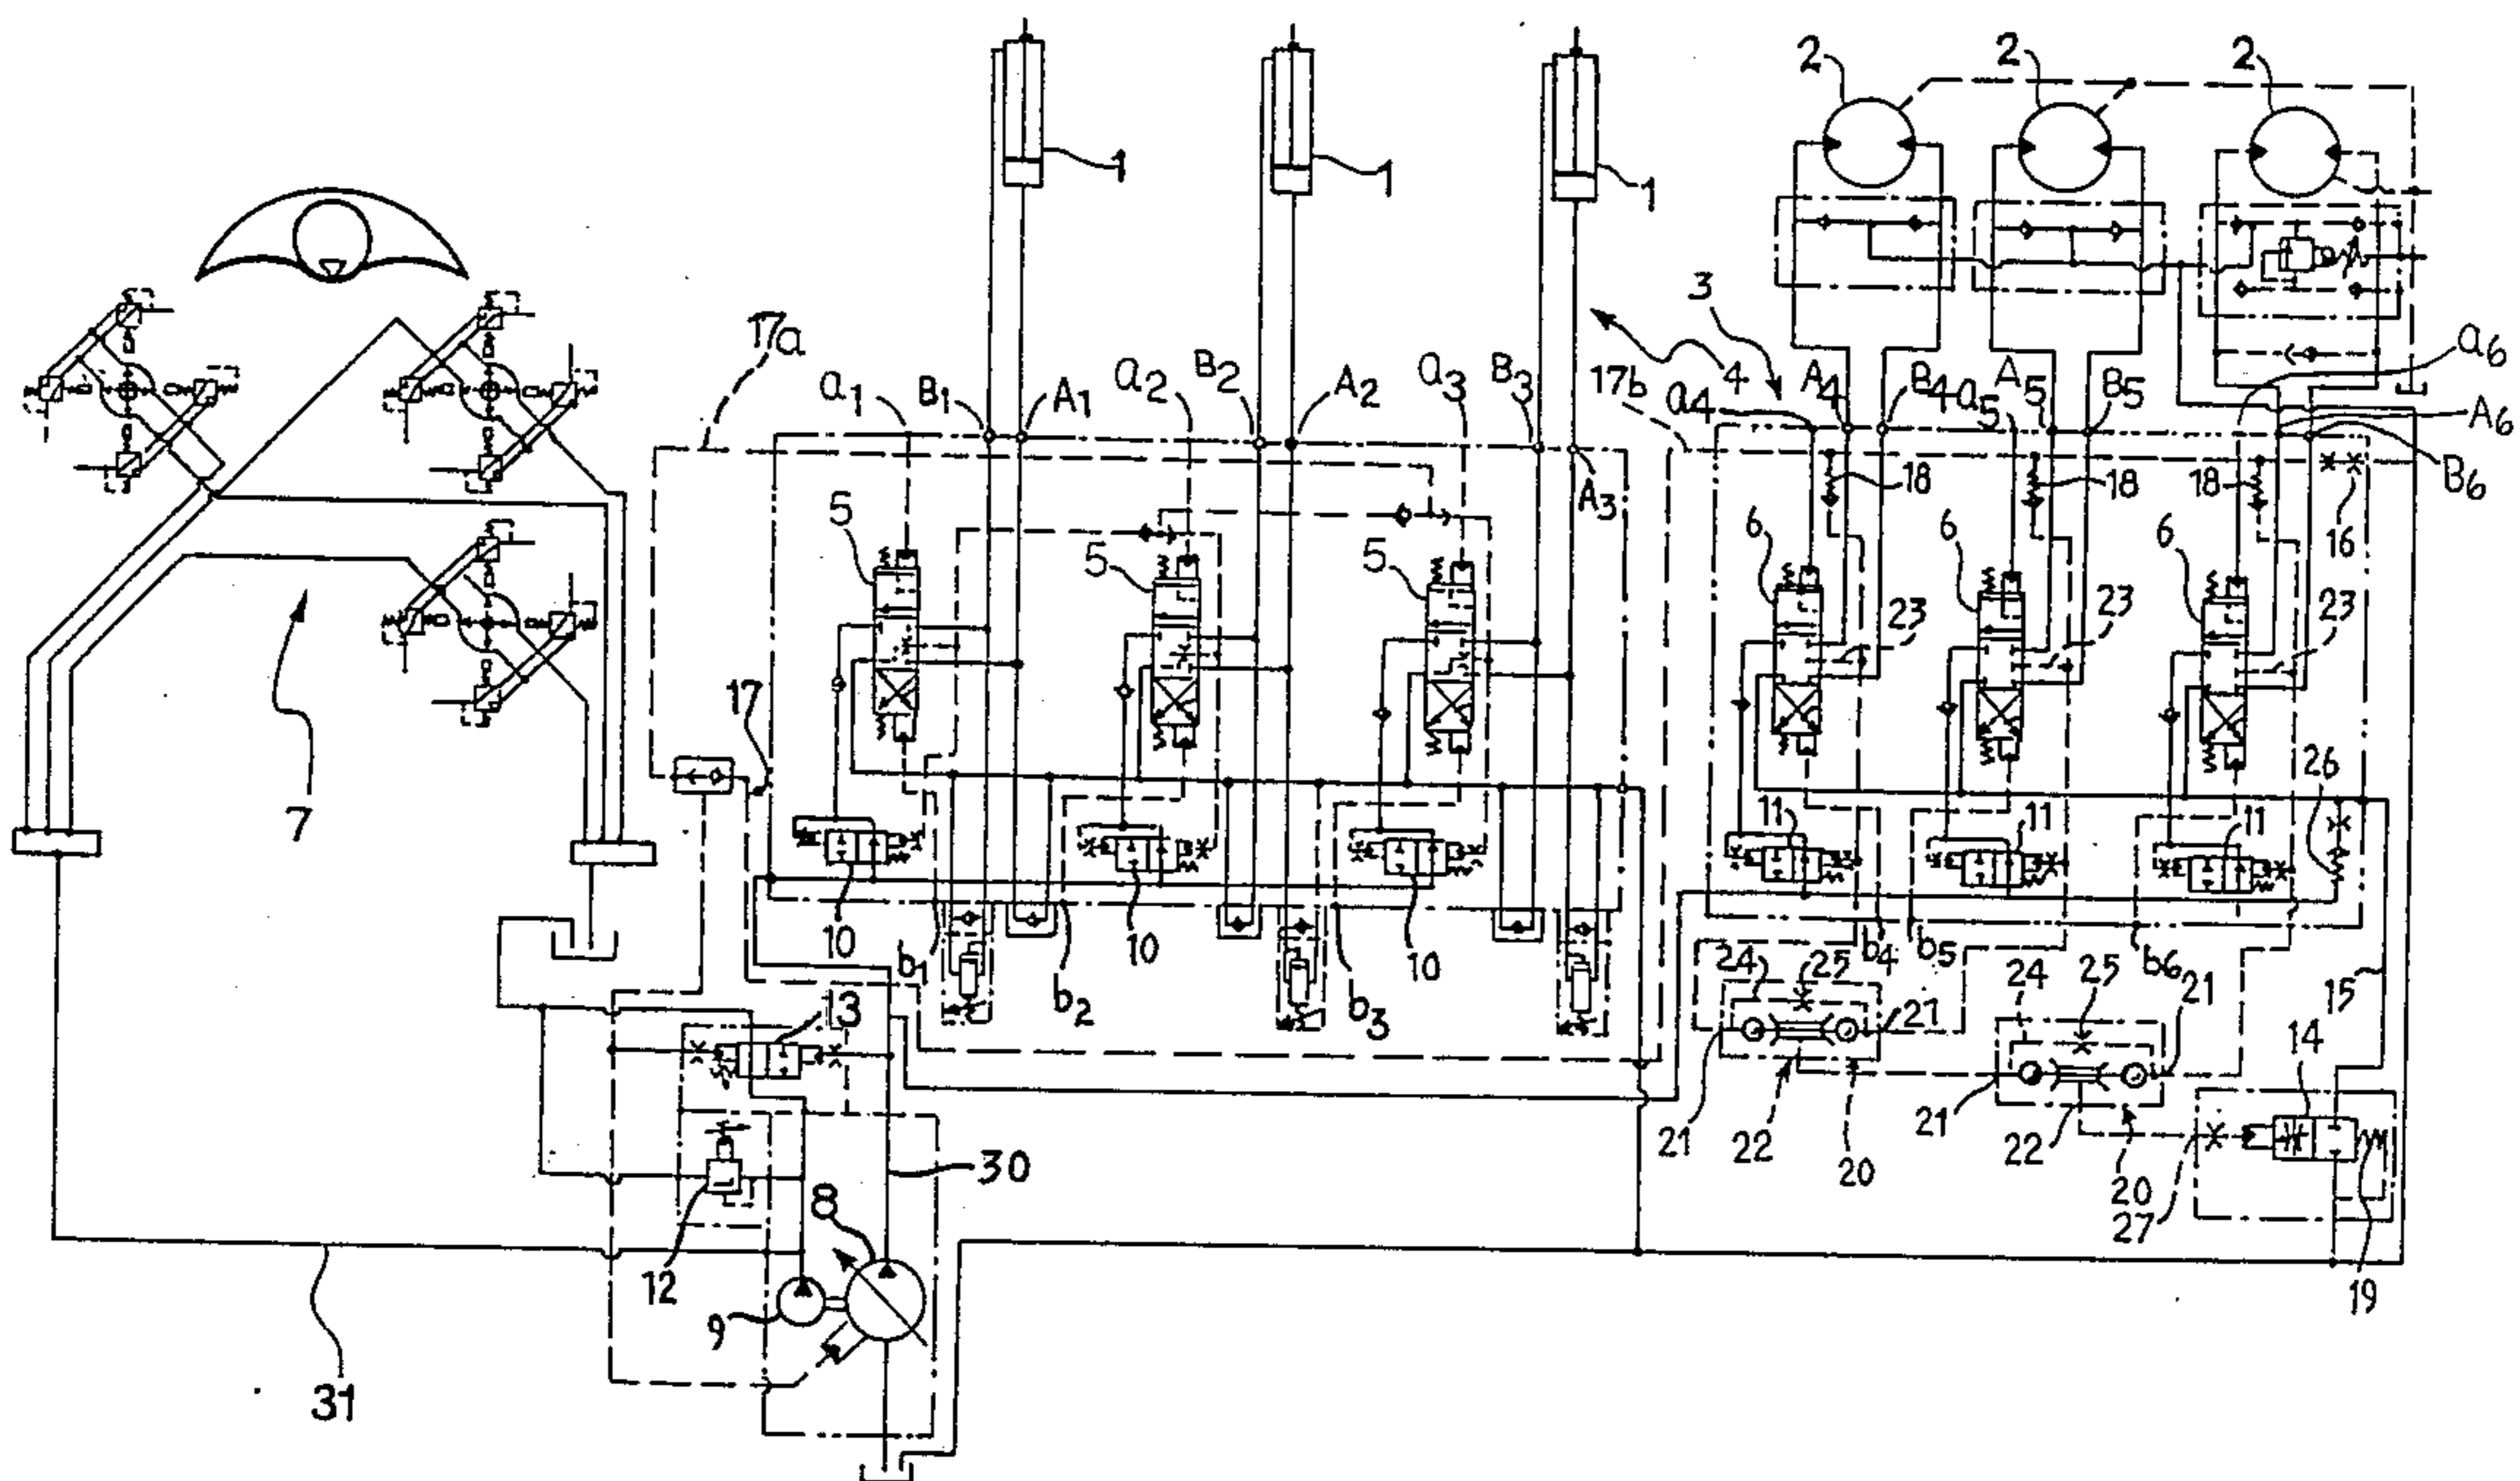 2 2 2
1 1 1
3
17a 4 a6
a1 B1 A1 a2 B2 A2 a3 B3 17b a4 A4 B4 a5 A5 B5 A6
A3 18 18 18 16 B6
5 5 5 6 6 6
23 23 23
17
26
7
11 11 11
10 10 10
b1 b2 b3 b4 b5 b6
24 25 24 25 21 15
13 21 14
21 22 20 21 22 20
30
27
8
12
9
19
31